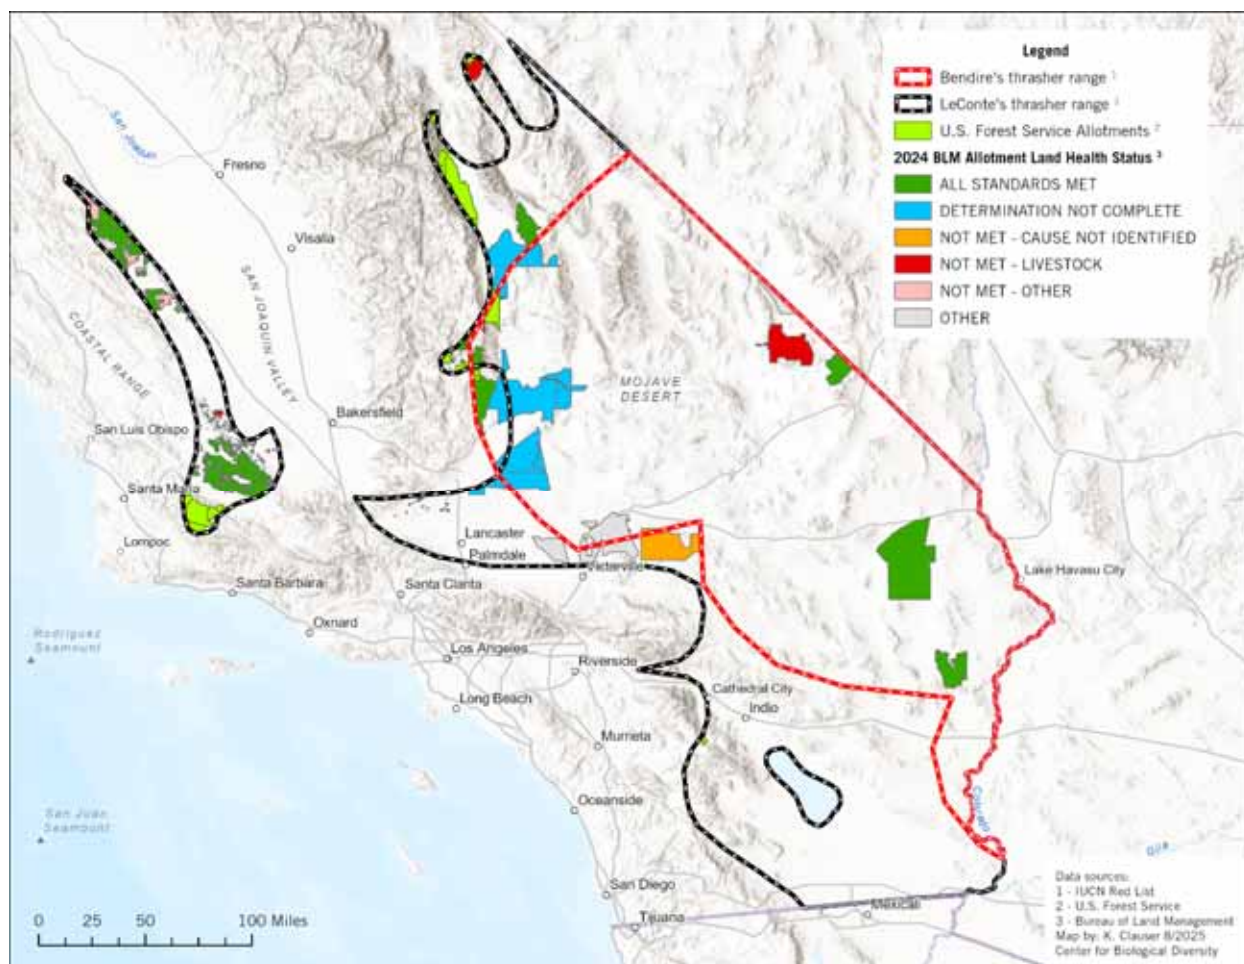 Legend
Bendire's thrasher range 1
LeConte's thrasher range 1
U.S. Forest Service Allotments 2
2024 BLM Allotment Land Health Status 3
ALL STANDARDS MET
DETERMINATION NOT COMPLETE
NOT MET - CAUSE NOT IDENTIFIED
NOT MET - LIVESTOCK
NOT MET - OTHER
OTHER
San Joaquin
Fresno
Visalia
SAN JOAQUIN VALLEY
COASTAL RANGE
MOJAVE
DESERT
Bakersfield
San Luis Obispo
Santa Maria
Lompoc
Lancaster
Palmdale
Victorville
Lake Havasu City
Santa Barbara
Santa Clarita
Oxnard
Los Angeles
Riverside
Long Beach
Cathedral City
Indio
Murrieta
Oceanside
Rodriguez
Seamount
San Juan
Seamount
Colorado
Gila
San Diego
Tijuana
Mexicali
0 25 50 100 Miles
Data sources:
1 - IUCN Red List
2 - U.S. Forest Service
3 - Bureau of Land Management
Map by: K. Clauser 8/2025
Center for Biological Diversity